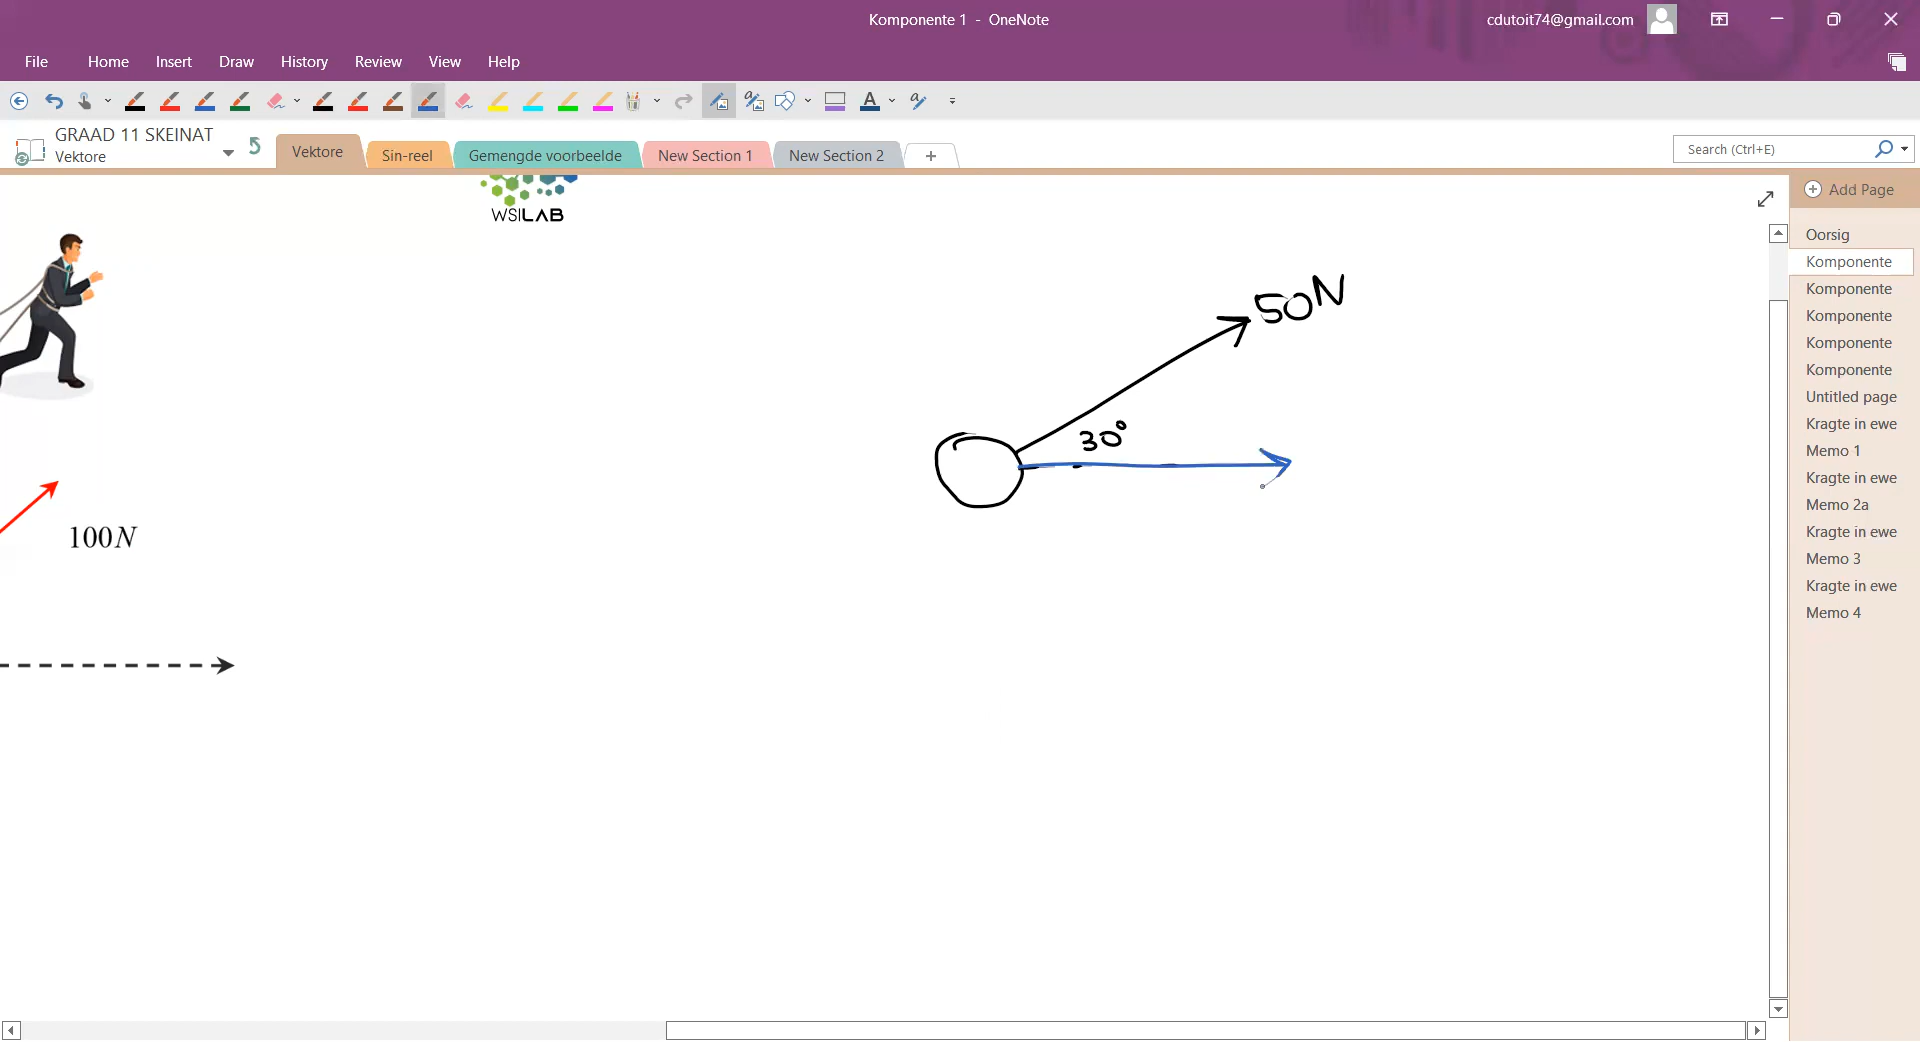 Komponente 1 - OneNote
cdutoit74@gmail.com
File Home Insert Draw History Review View Help
GRAAD 11 SKEINAT
Vektore
Vektore Sin-reel Gemengde voorbeelde New Section 1 New Section 2 +
Search (Ctrl+E)
Add Page
Oorsig
Komponente
Komponente
Komponente
Komponente
Komponente
Untitled page
Kragte in ewe
Memo 1
Kragte in ewe
Memo 2a
Kragte in ewe
Memo 3
Kragte in ewe
Memo 4
WSILAB
50N
30°
100N